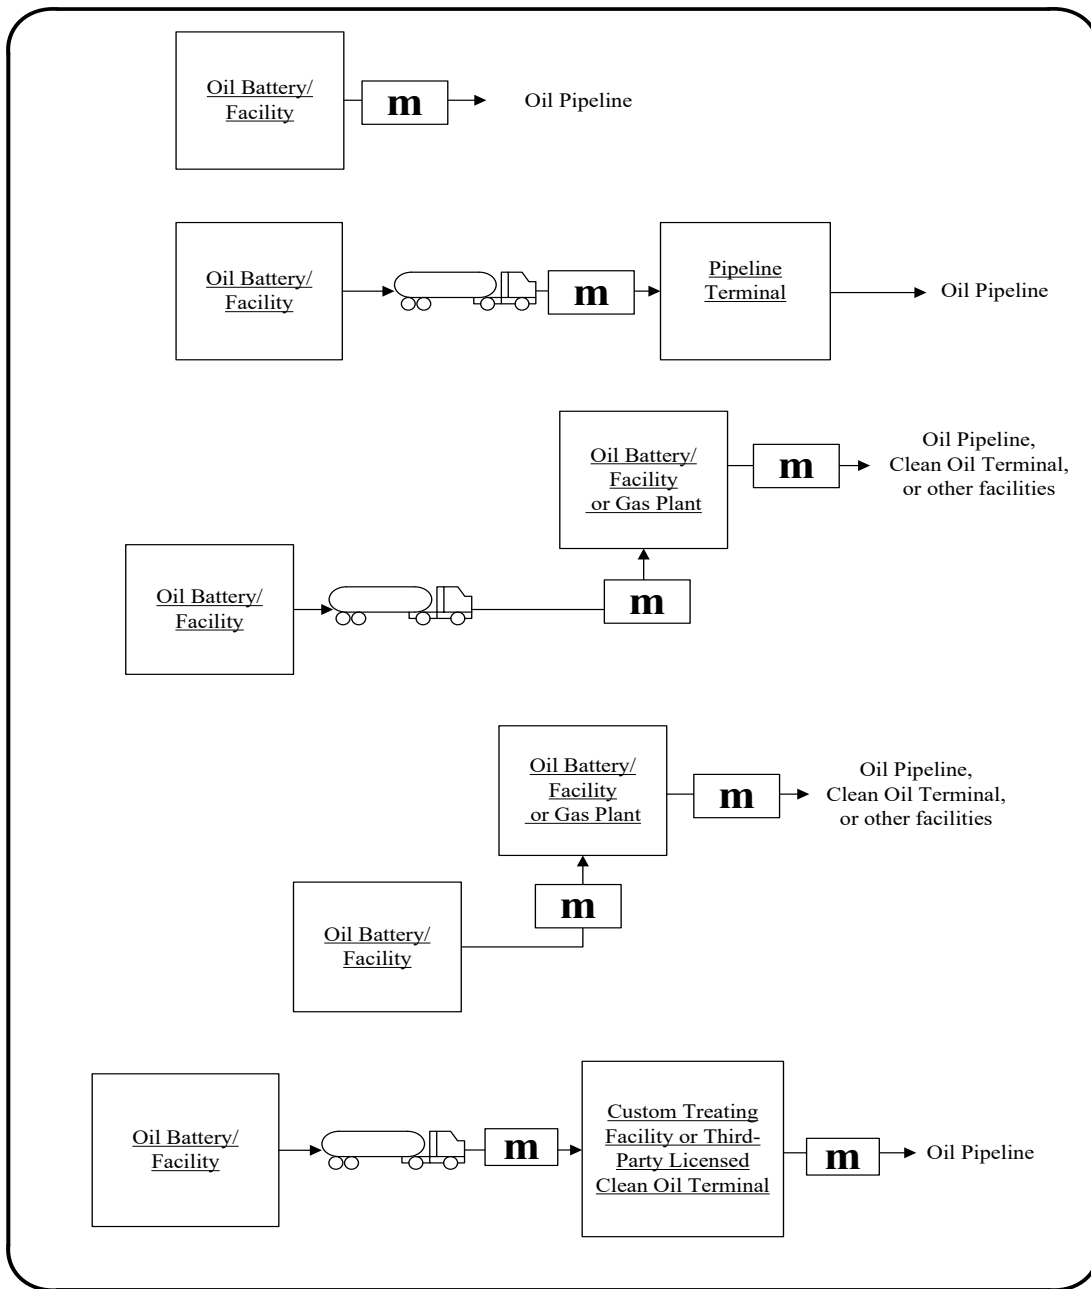 Oil Battery/
Facility
m
Oil Pipeline
Oil Battery/
Facility
m
Pipeline
Terminal
Oil Pipeline
Oil Battery/
Facility
or Gas Plant
m
Oil Pipeline,
Clean Oil Terminal,
or other facilities
Oil Battery/
Facility
m
Oil Battery/
Facility
or Gas Plant
m
Oil Pipeline,
Clean Oil Terminal,
or other facilities
m
Oil Battery/
Facility
Oil Battery/
Facility
m
Custom Treating
Facility or Third-
Party Licensed
Clean Oil Terminal
m
Oil Pipeline